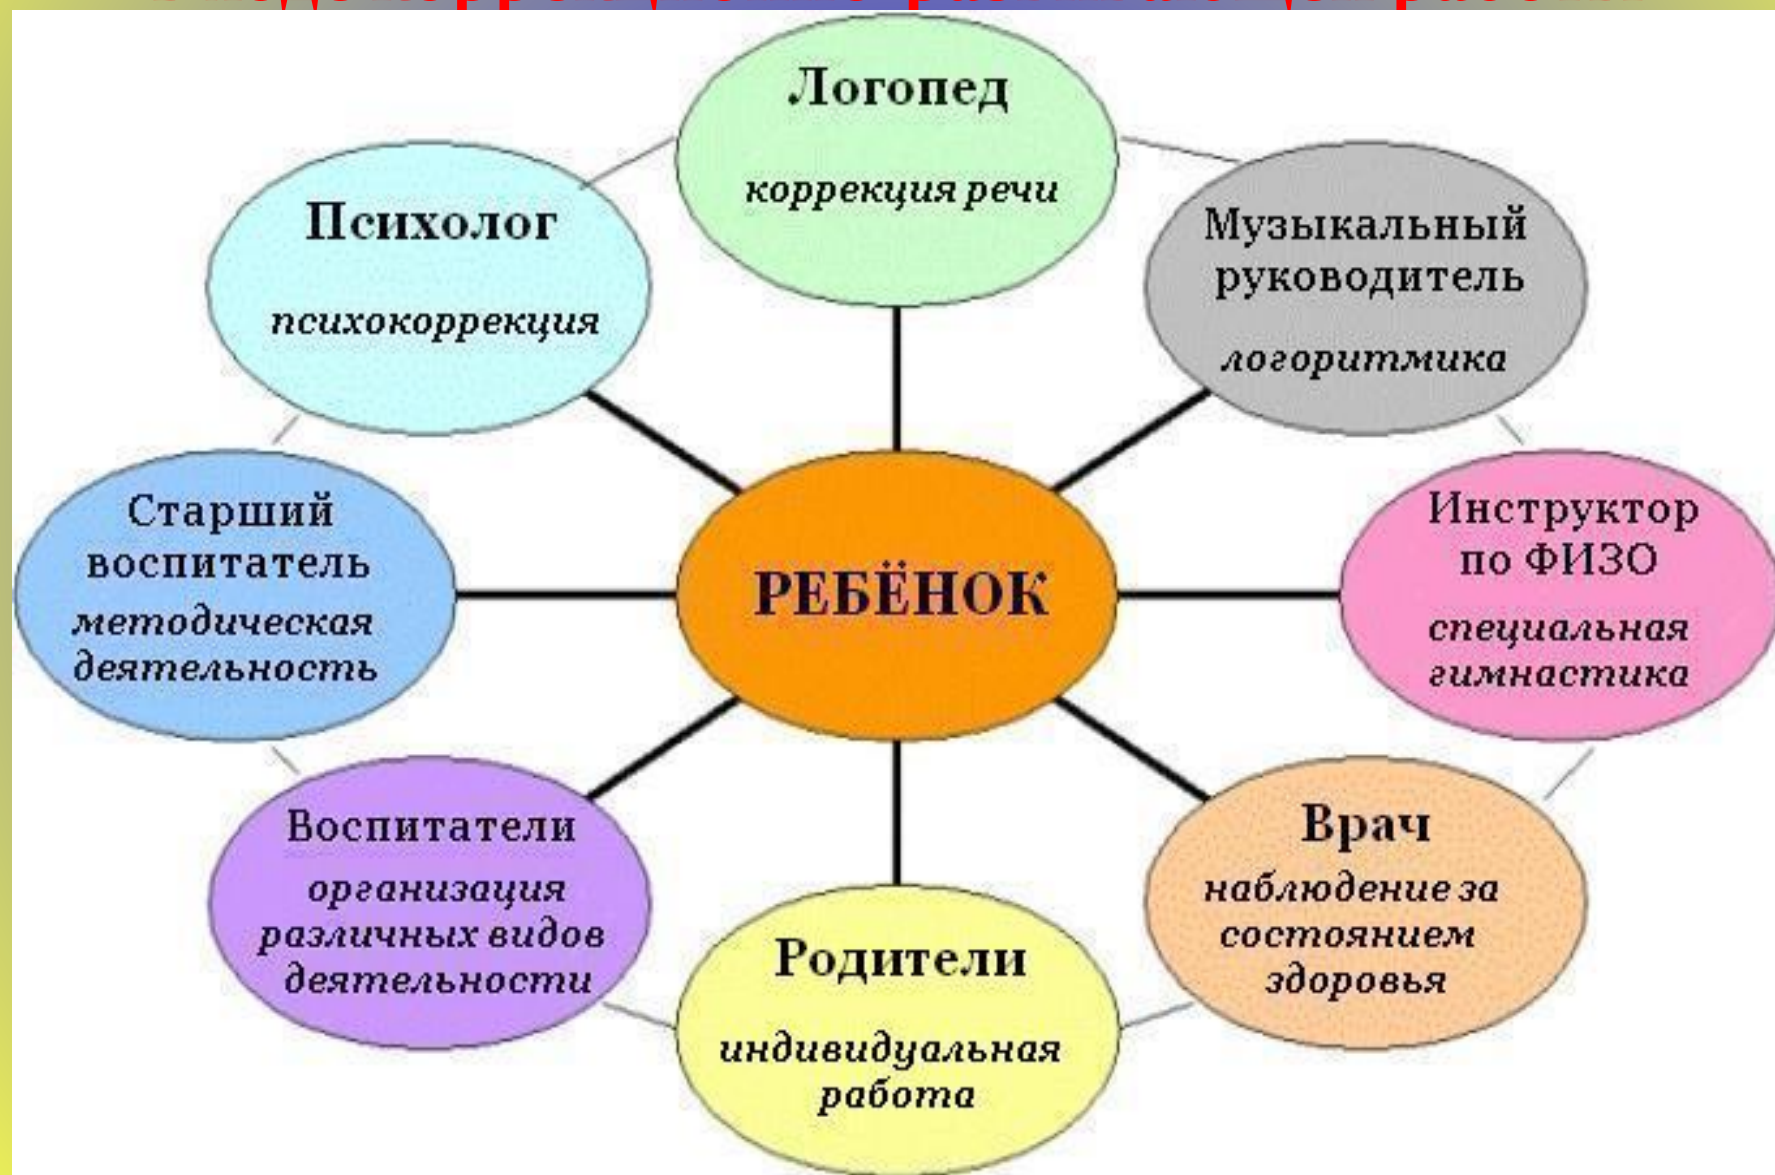 Логопед
коррекция речи
Психолог
психокоррекция
Музыкальный
руководитель
логоритмика
Старший
воспитатель
методическая
деятельность
РЕБЁНОК
Инструктор
по ФИЗО
специальная
гимнастика
Воспитатели
организация
различных видов
деятельности
Родители
индивидуальная
работа
Врач
наблюдение за
состоянием
здоровья